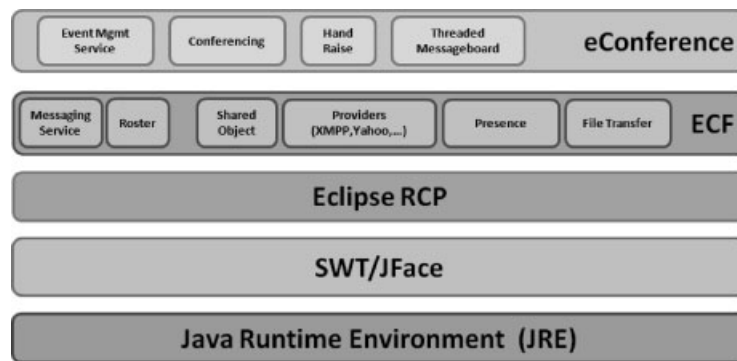 Event Mgmt
Service
Conferencing
Hand
Raise
Threaded
Messageboard
eConference
Messaging
Service
Roster
Shared
Object
Providers
(XMPP,Yahoo,...)
Presence
File Transfer
ECF
Eclipse RCP
SWT/JFace
Java Runtime Environment (JRE)